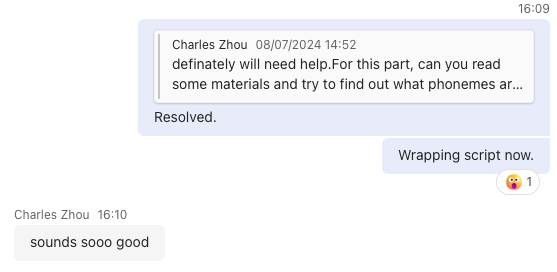 16:09
Charles Zhou 08/07/2024 14:52
definately will need help.For this part, can you read
some materials and try to find out what phonemes ar...
Resolved.
Wrapping script now.
1
Charles Zhou 16:10
sounds sooo good